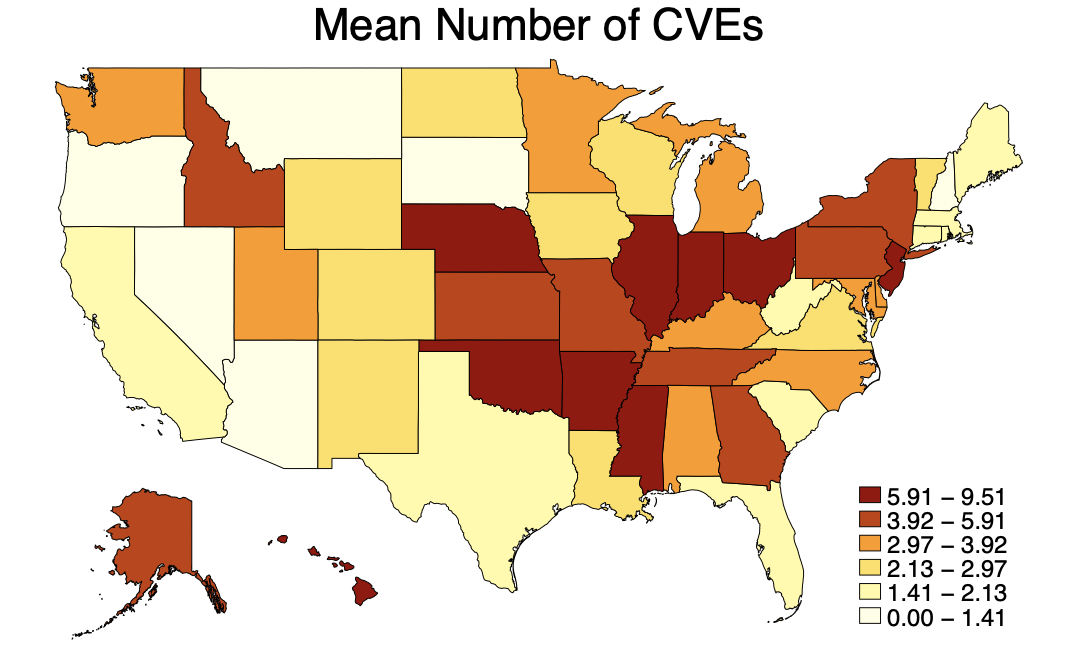 Mean Number of CVEs
5.91 – 9.51
3.92 – 5.91
2.97 – 3.92
2.13 – 2.97
1.41 – 2.13
0.00 – 1.41